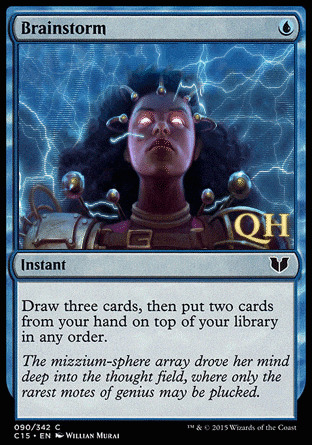 Brainstorm
QH
Instant
Draw three cards, then put two cards
from your hand on top of your library
in any order.
The mizzium-sphere array drove her mind
deep into the thought field, where only the
rarest motes of genius may be plucked.
090/342 C
C15 • EN Willian Murai
™ & © 2015 Wizards of the Coast